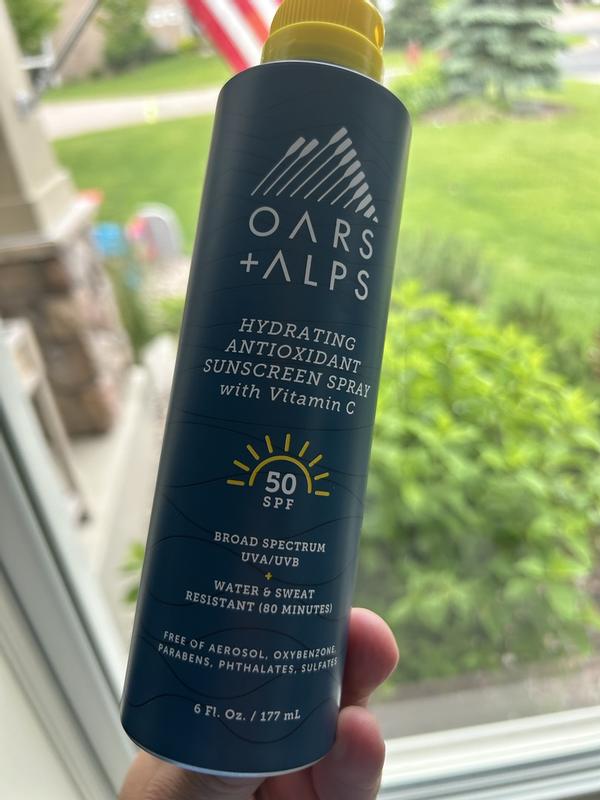 OARS
+ALPS
HYDRATING
ANTIOXIDANT
SUNSCREEN SPRAY
with Vitamin C
50
SPF
BROAD SPECTRUM
UVA/UVB
+
WATER & SWEAT
RESISTANT (80 MINUTES)
FREE OF AEROSOL, OXYBENZONE,
PARABENS, PHTHALATES, SULFATES
6 Fl. Oz. / 177 mL